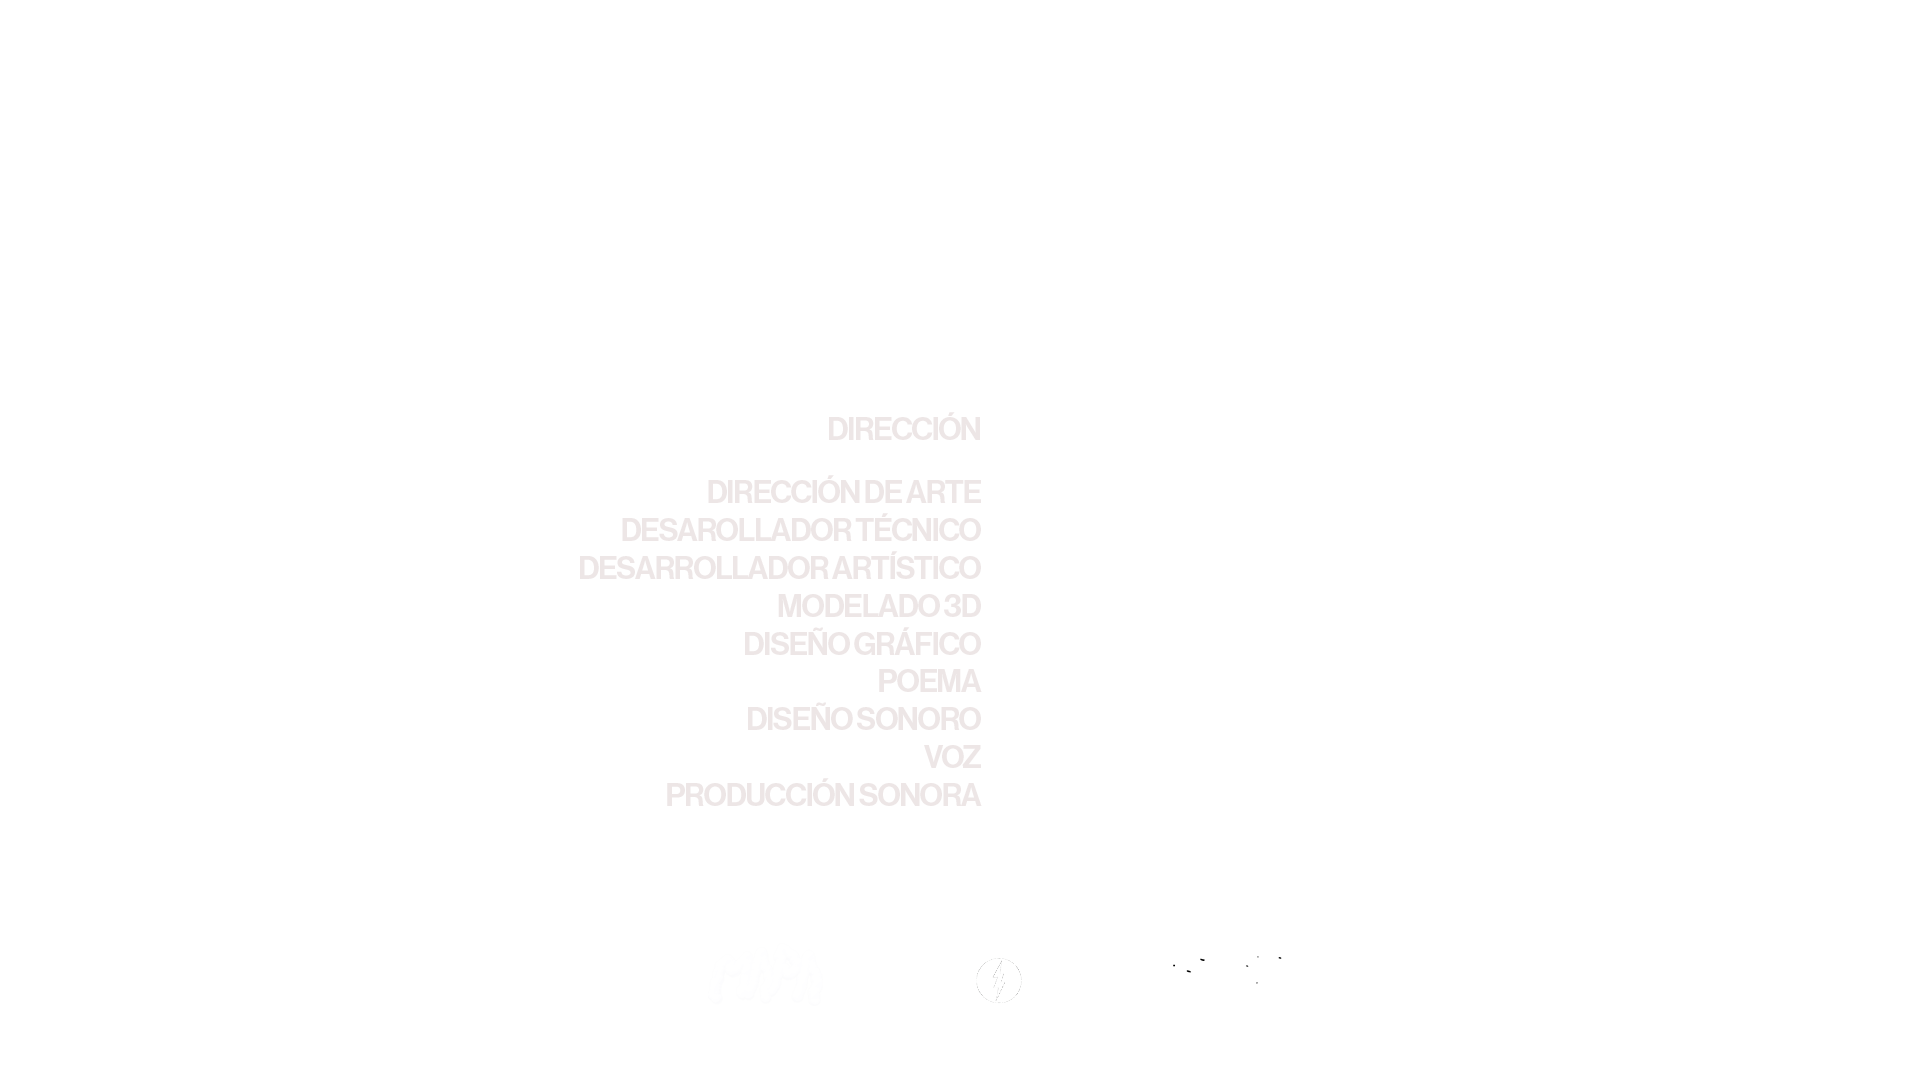 DIRECCIÓN
DIRECCIÓN DE ARTE
DESAROLLADOR TÉCNICO
DESARROLLADOR ARTÍSTICO
MODELADO 3D
DISEÑO GRÁFICO
POEMA
DISEÑO SONORO
VOZ
PRODUCCIÓN SONORA